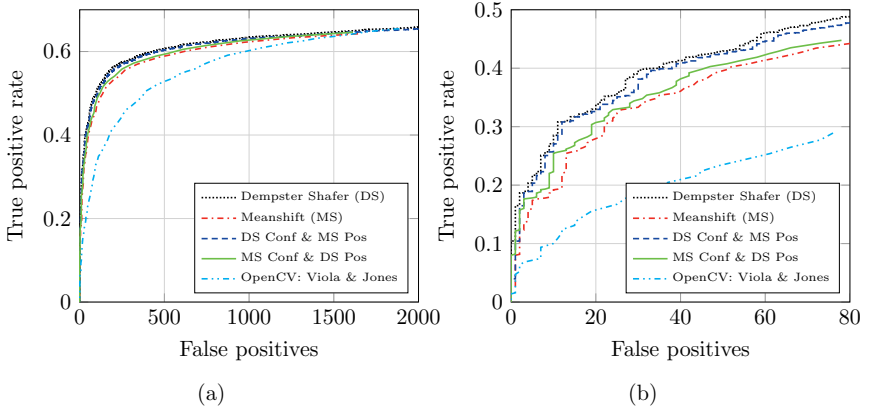 0.6
0.4
0.2
0
True positive rate
0
500
1000
1500
2000
False positives
Dempster Shafer (DS)
Meanshift (MS)
DS Conf & MS Pos
MS Conf & DS Pos
OpenCV: Viola & Jones
(a)
0.5
0.4
0.3
0.2
0.1
0
True positive rate
0
20
40
60
80
False positives
Dempster Shafer (DS)
Meanshift (MS)
DS Conf & MS Pos
MS Conf & DS Pos
OpenCV: Viola & Jones
(b)